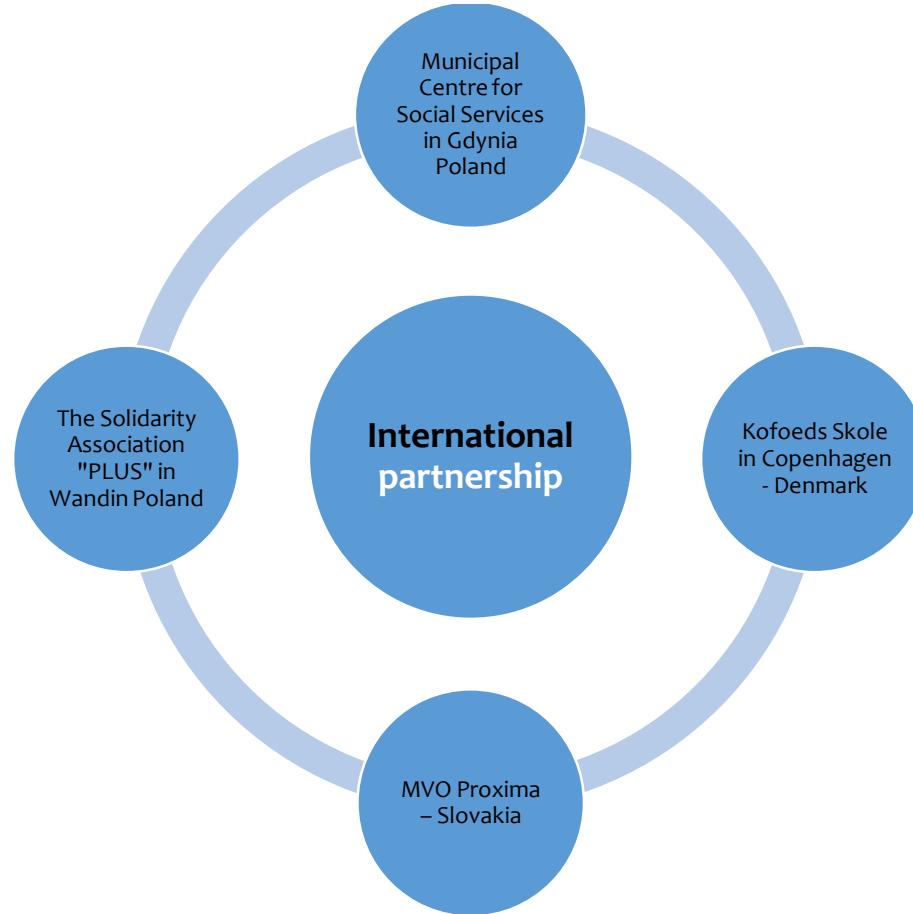 Municipal
Centre for
Social Services
in Gdynia
Poland
The Solidarity
Association
"PLUS" in
Wandin Poland
International
partnership
Kofoeds Skole
in Copenhagen
- Denmark
MVO Proxima
– Slovakia